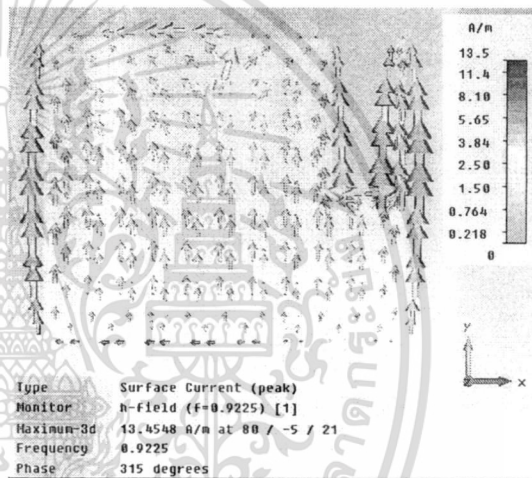 A/m
13.5
11.4
8.10
5.65
3.84
2.50
1.50
0.764
0.218
0
y
z
x
Type Surface Current (peak)
Monitor h-field (f=0.9225) [1]
Maximum-3d 13.4548 A/m at 80 / -5 / 21
Frequency 0.9225
Phase 315 degrees